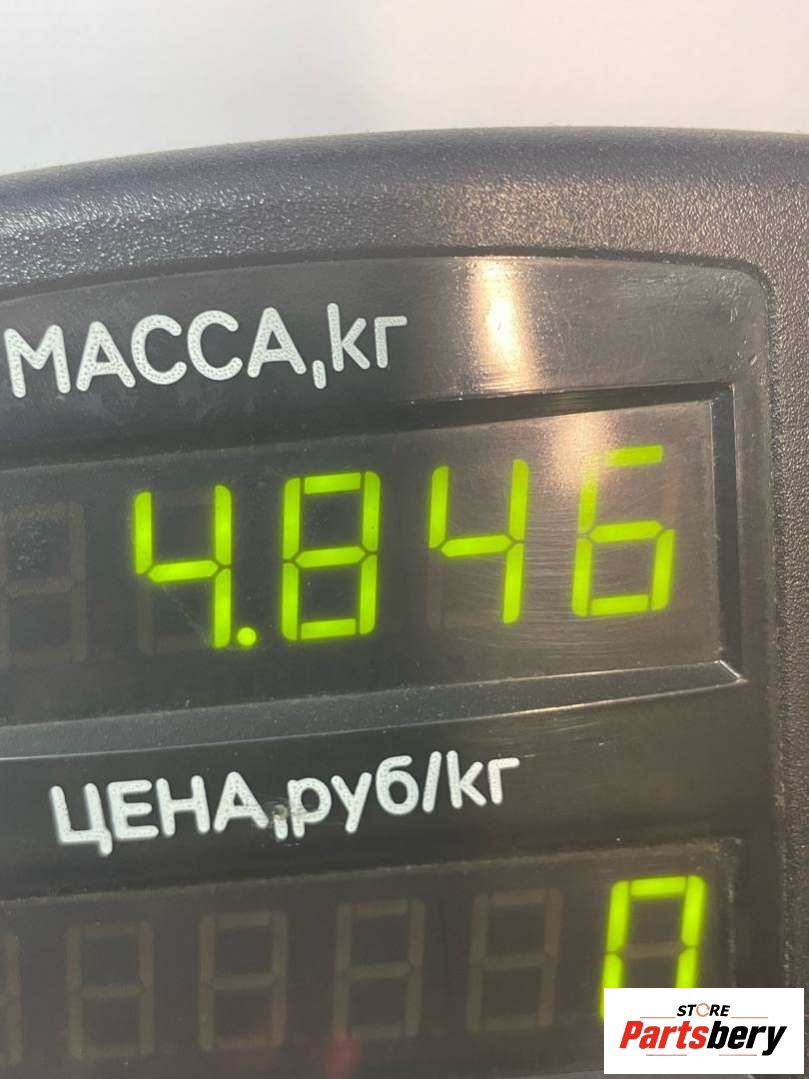 МАССА,кг
4.846
ЦЕНА,руб/кг
0
STORE
Partsbery